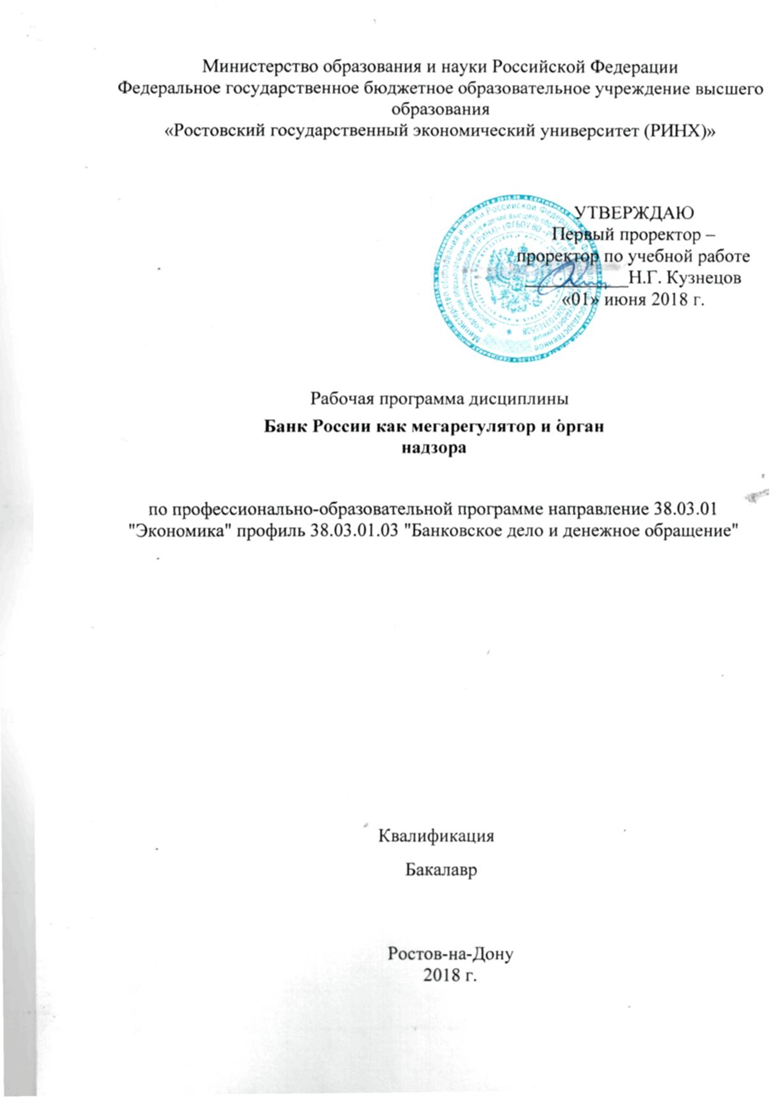 Министерство образования и науки Российской Федерации
Федеральное государственное бюджетное образовательное учреждение высшего
образования
«Ростовский государственный экономический университет (РИНХ)»
УТВЕРЖДАЮ
Первый проректор –
проректор по учебной работе
Н.Г. Кузнецов
«01» июня 2018 г.
Рабочая программа дисциплины
Банк России как мегарегулятор и орган
надзора
по профессионально-образовательной программе направление 38.03.01
"Экономика" профиль 38.03.01.03 "Банковское дело и денежное обращение"
Квалификация
Бакалавр
Ростов-на-Дону
2018 г.